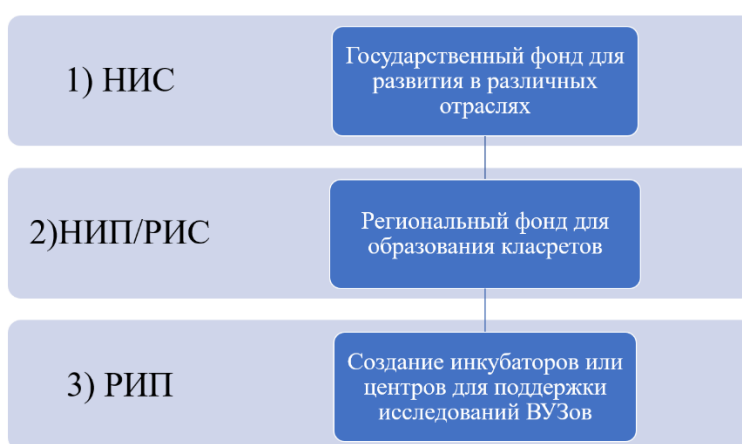 1) НИС
Государственный фонд для
развития в различных
отраслях
2)НИП/РИС
Региональный фонд для
образования класретов
3) РИП
Создание инкубаторов или
центров для поддержки
исследований ВУЗов